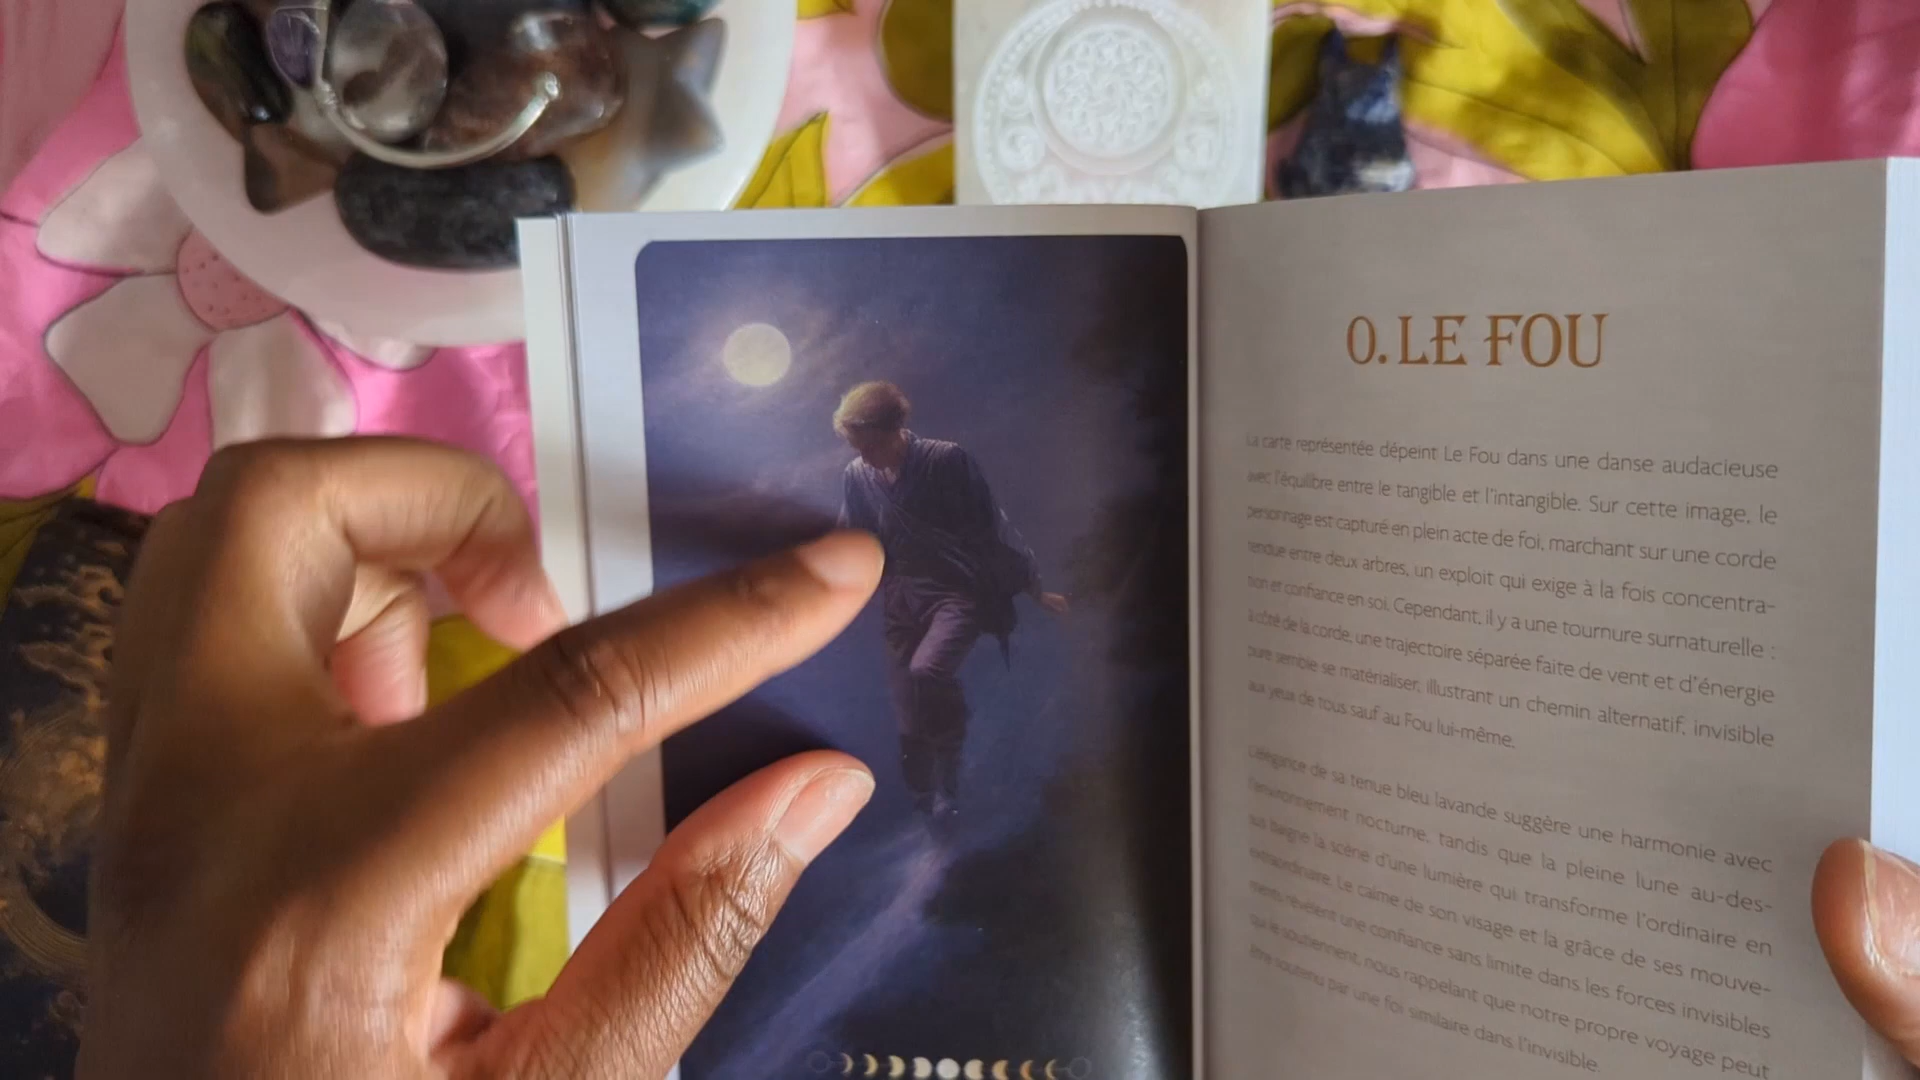 0. LE FOU
La carte représentée dépeint Le Fou dans une danse audacieuse
avec l'équilibre entre le tangible et l'intangible. Sur cette image, le
personnage est capturé en plein acte de foi, marchant sur une corde
tendue entre deux arbres, un exploit qui exige à la fois concentra-
tion et confiance en soi. Cependant, il y a une tournure surnaturelle :
à côté de la corde, une trajectoire séparée faite de vent et d'énergie
pure semble se matérialiser, illustrant un chemin alternatif, invisible
aux yeux de tous sauf au Fou lui-même.
L'élégance de sa tenue bleu lavande suggère une harmonie avec
l'environnement nocturne, tandis que la pleine lune au-des-
sus baigne la scène d'une lumière qui transforme l'ordinaire en
extraordinaire. Le calme de son visage et la grâce de ses mouve-
ments révèlent une confiance sans limite dans les forces invisibles
qui le soutiennent, nous rappelant que notre propre voyage peut
être soutenu par une foi similaire dans l'invisible.